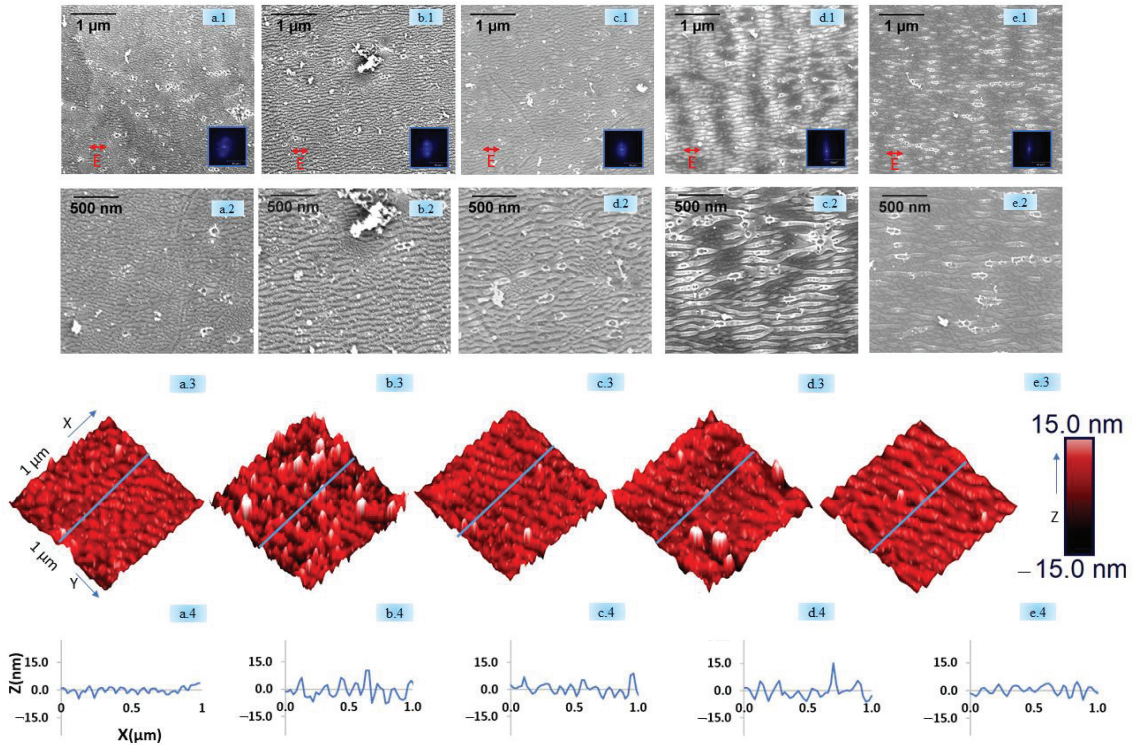 a.1
b.1
c.1
d.1
e.1
1 µm
1 µm
1 µm
1 µm
1 µm
E
E
E
E
E
a.2
b.2
d.2
c.2
e.2
500 nm
500 nm
500 nm
500 nm
500 nm
a.3
b.3
c.3
d.3
e.3
X
1 µm
1 µm
Y
15.0 nm
Z
−15.0 nm
a.4
b.4
c.4
d.4
e.4
Z(nm)
15.0
0.0
−15.0
0
0.5
1
X(µm)
15.0
0.0
−15.0
0.0
0.5
1.0
15.0
0.0
−15.0
0.0
0.5
1.0
15.0
0.0
−15.0
0.0
0.5
1.0
15.0
0.0
−15.0
0.0
0.5
1.0